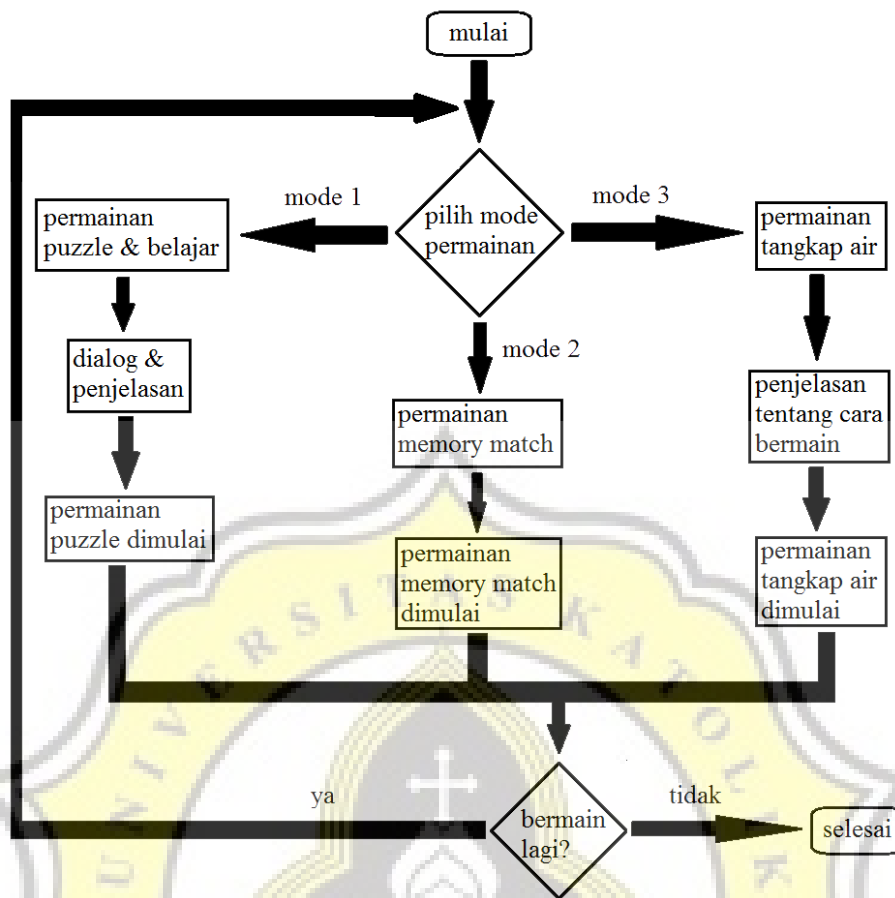 mulai
pilih mode
permainan
mode 1
permainan
puzzle & belajar
dialog &
penjelasan
permainan
puzzle dimulai
mode 2
permainan
memory match
permainan
memory match
dimulai
mode 3
permainan
tangkap air
penjelasan
tentang cara
bermain
permainan
tangkap air
dimulai
bermain
lagi?
ya
tidak
selesai
UNIVERSITAS KATOLIK